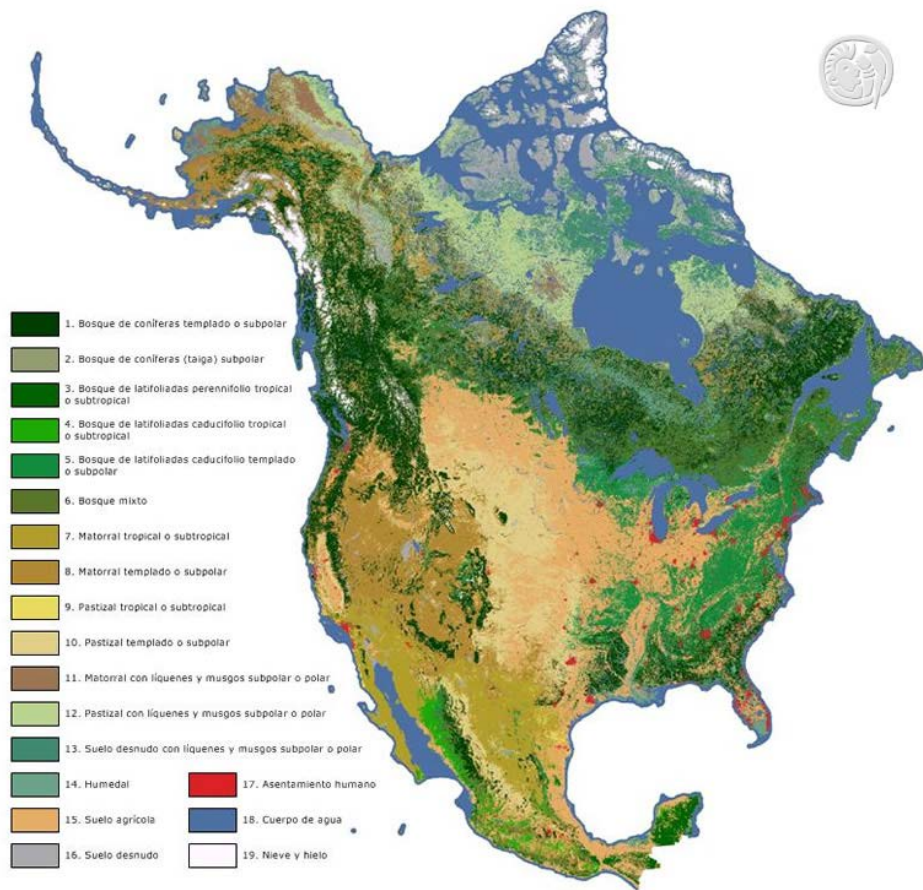 1. Bosque de coníferas templado o subpolar
2. Bosque de coníferas (taiga) subpolar
3. Bosque de latifoliadas perennifolio tropical
o subtropical
4. Bosque de latifoliadas caducifolio tropical
o subtropical
5. Bosque de latifoliadas caducifolio templado
o subpolar
6. Bosque mixto
7. Matorral tropical o subtropical
8. Matorral templado o subpolar
9. Pastizal tropical o subtropical
10. Pastizal templado o subpolar
11. Matorral con líquenes y musgos subpolar o polar
12. Pastizal con líquenes y musgos subpolar o polar
13. Suelo desnudo con líquenes y musgos subpolar o polar
14. Humedal
15. Suelo agrícola
16. Suelo desnudo
17. Asentamiento humano
18. Cuerpo de agua
19. Nieve y hielo